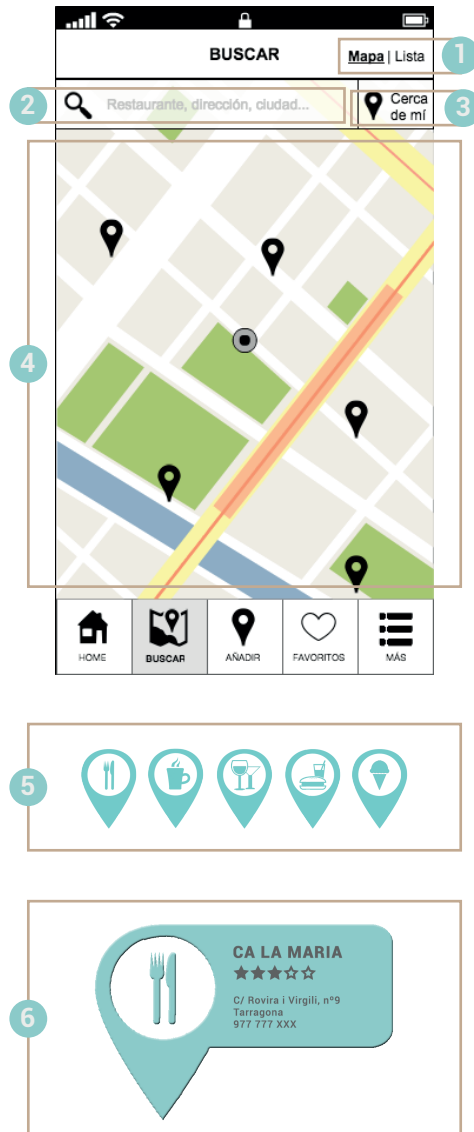 BUSCAR
Mapa | Lista
1
2
Restaurante, dirección, ciudad...
Cerca
de mí
3
4
HOME
BUSCAR
AÑADIR
FAVORITOS
MÁS
5
6
CA LA MARIA
C/ Rovira i Virgili, nº9
Tarragona
977 777 XXX